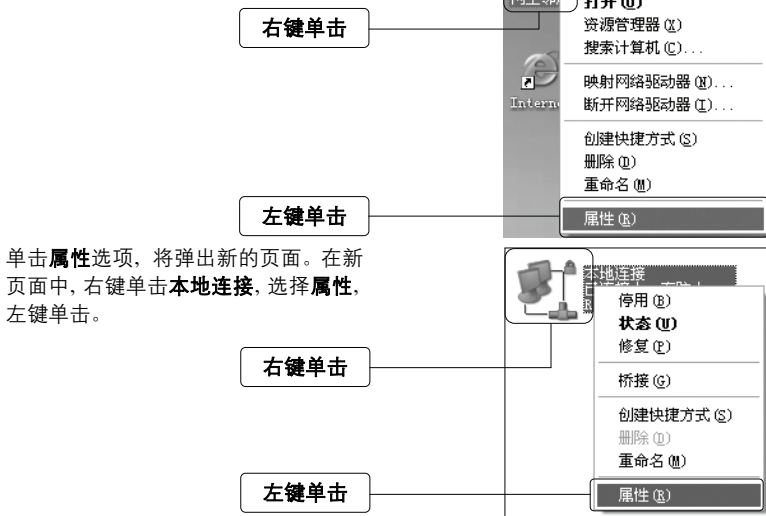 打开(O)
右键单击
资源管理器(X)
搜索计算机(C)...
映射网络驱动器(N)...
断开网络驱动器(I)...
Intern
创建快捷方式(S)
删除(D)
重命名(M)
左键单击
属性(R)
单击属性选项,将弹出新的页面。在新
页面中,右键单击本地连接,选择属性,
左键单击。
本地连接
停用(B)
状态(U)
修复(P)
右键单击
桥接(G)
创建快捷方式(S)
删除(D)
重命名(M)
左键单击
属性(R)